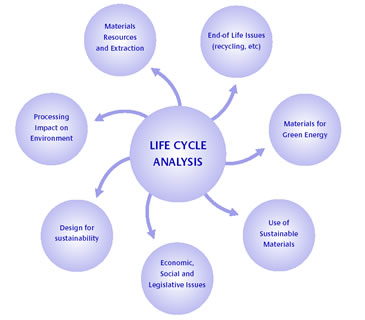 Materials
Resources
and Extraction
End-of Life Issues
(recycling, etc)
Processing
Impact on
Environment
Materials for
Green Energy
LIFE CYCLE
ANALYSIS
Design for
sustainability
Use of
Sustainable
Materials
Economic,
Social and
Legislative Issues